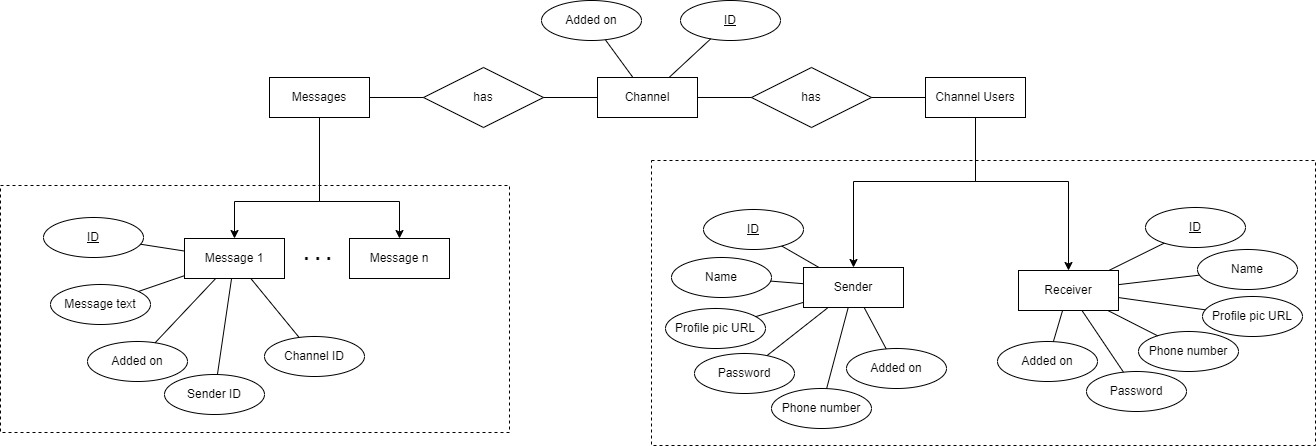 Added on
ID
Messages
has
Channel
has
Channel Users
ID
Message 1
. . .
Message n
Message text
Added on
Channel ID
Sender ID
ID
Name
Sender
Profile pic URL
Password
Added on
Phone number
ID
Name
Receiver
Profile pic URL
Phone number
Added on
Password